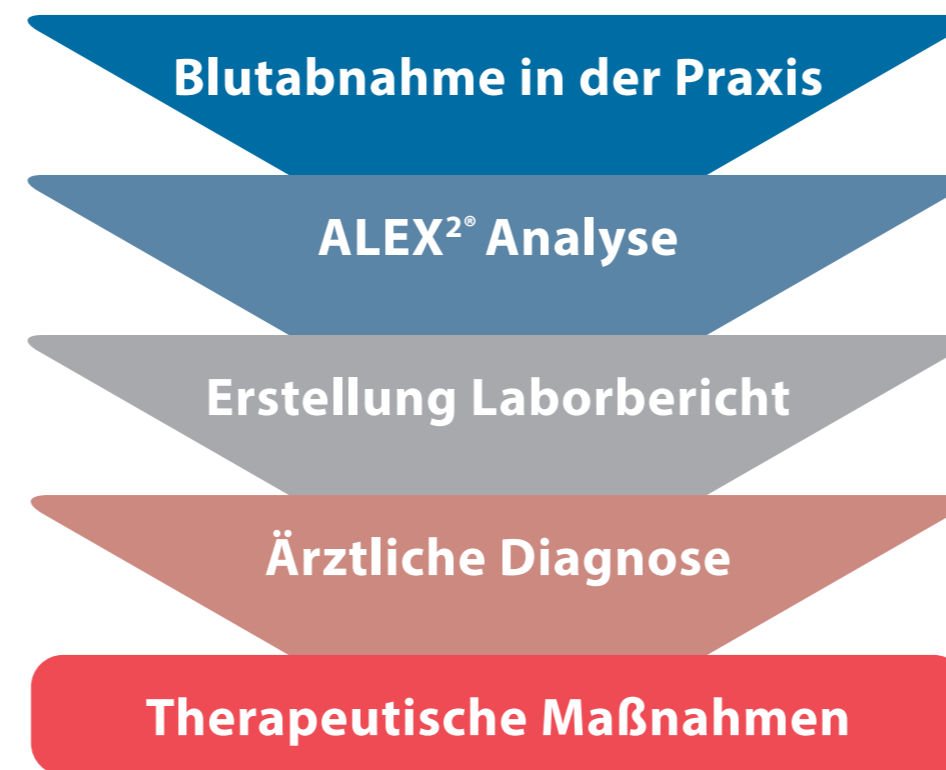 Blutabnahme in der Praxis
ALEX²® Analyse
Erstellung Laborbericht
Ärztliche Diagnose
Therapeutische Maßnahmen